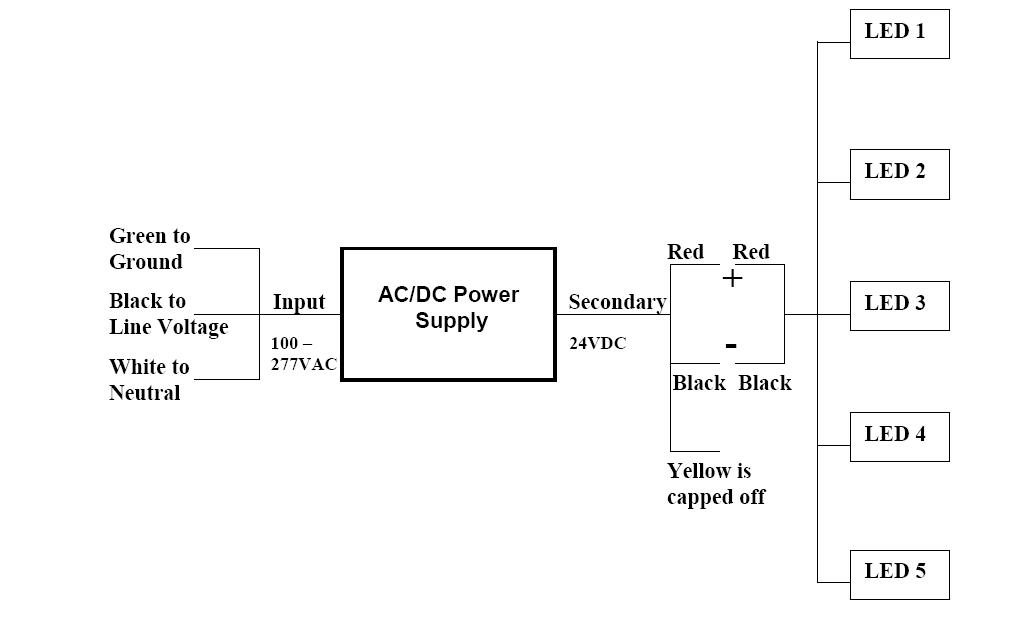 LED 1
LED 2
Green to
Ground
Black to
Line Voltage
White to
Neutral
Input
100 –
277VAC
AC/DC Power
Supply
Secondary
24VDC
Red Red
+
-
Black Black
Yellow is
capped off
LED 3
LED 4
LED 5